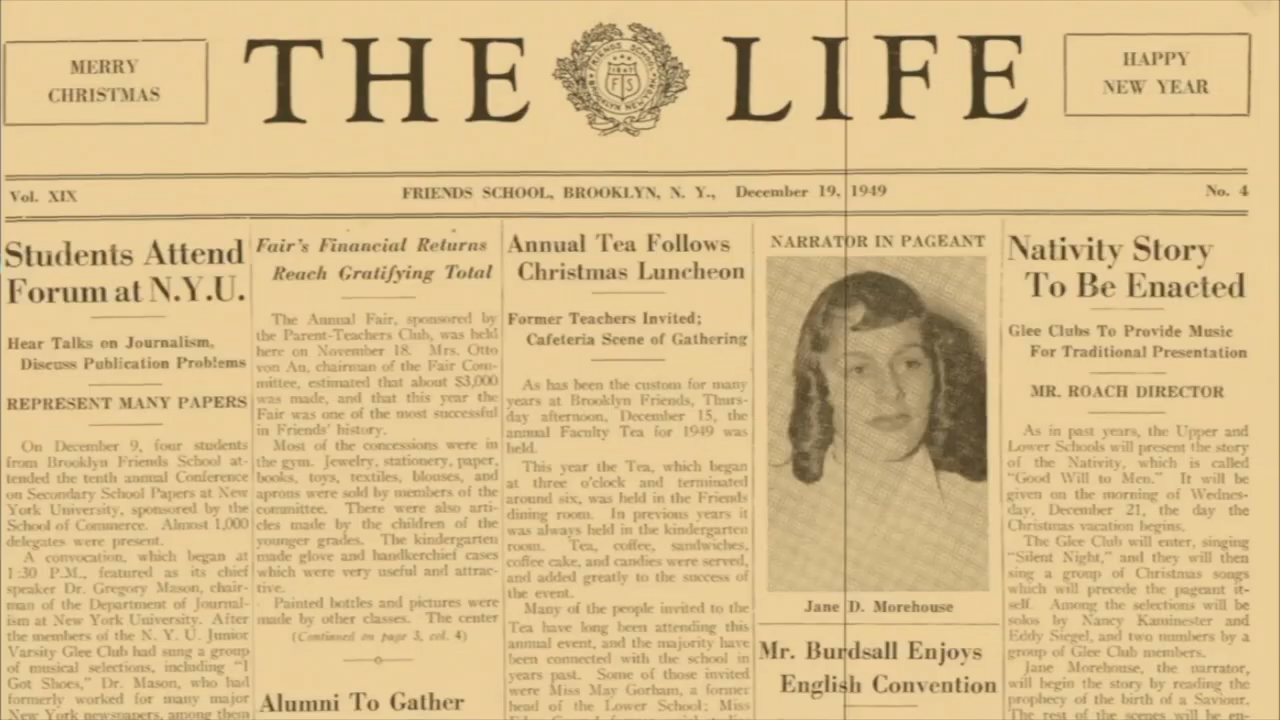 MERRY
CHRISTMAS
THE LIFE
FRIENDS SCHOOL
1867
F S
BROOKLYN NEW YORK
HAPPY
NEW YEAR
Vol. XIX
FRIENDS SCHOOL, BROOKLYN, N. Y., December 19, 1949
No. 4
Students Attend
Forum at N.Y.U.
Hear Talks on Journalism,
Discuss Publication Problems
REPRESENT MANY PAPERS
On December 9, four students
from Brooklyn Friends School at-
tended the tenth annual Conference
on Secondary School Papers at New
York University, sponsored by the
School of Commerce. Almost 1,000
delegates were present.
A convocation, which began at
1:30 P.M., featured as its chief
speaker Dr. Gregory Mason, chair-
man of the Department of Journal-
ism at New York University. After
the members of the N. Y. U. Junior
Varsity Glee Club had sung a group
of musical selections, including "I
Got Shoes," Dr. Mason, who had
formerly worked for many major
New York newspapers, among them
Fair's Financial Returns
Reach Gratifying Total
The Annual Fair, sponsored by
the Parent-Teachers Club, was held
here on November 18. Mrs. Otto
von Au, chairman of the Fair Com-
mittee, estimated that about $3,000
was made, and that this year the
Fair was one of the most successful
in Friends' history.
Most of the concessions were in
the gym. Jewelry, stationery, paper,
books, toys, textiles, blouses, and
aprons were sold by members of the
committee. There were also arti-
cles made by the children of the
younger grades. The kindergarten
made glove and handkerchief cases
which were very useful and attrac-
tive.
Painted bottles and pictures were
made by other classes. The center
(Continued on page 3, col. 4)
Alumni To Gather
Annual Tea Follows
Christmas Luncheon
Former Teachers Invited;
Cafeteria Scene of Gathering
As has been the custom for many
years at Brooklyn Friends, Thurs-
day afternoon, December 15, the
annual Faculty Tea for 1949 was
held.
This year the Tea, which began
at three o'clock and terminated
around six, was held in the Friends
dining room. In previous years it
was always held in the kindergarten
room. Tea, coffee, sandwiches,
coffee cake, and candies were served,
and added greatly to the success of
the event.
Many of the people invited to the
Tea have long been attending this
annual event, and the majority have
been connected with the school in
years past. Some of those invited
were Miss May Gorham, a former
head of the Lower School; Miss
NARRATOR IN PAGEANT
Jane D. Morehouse
Mr. Burdsall Enjoys
English Convention
Nativity Story
To Be Enacted
Glee Clubs To Provide Music
For Traditional Presentation
MR. ROACH DIRECTOR
As in past years, the Upper and
Lower Schools will present the story
of the Nativity, which is called
"Good Will to Men." It will be
given on the morning of Wednes-
day, December 21, the day the
Christmas vacation begins.
The Glee Club will enter, singing
"Silent Night," and they will then
sing a group of Christmas songs
which will precede the pageant it-
self. Among the selections will be
solos by Nancy Kaminester and
Eddy Siegel, and two numbers by a
group of Glee Club members.
Jane Morehouse, the narrator,
will begin the story by reading the
prophecy of the birth of a Saviour.
The rest of the scenes will be en-